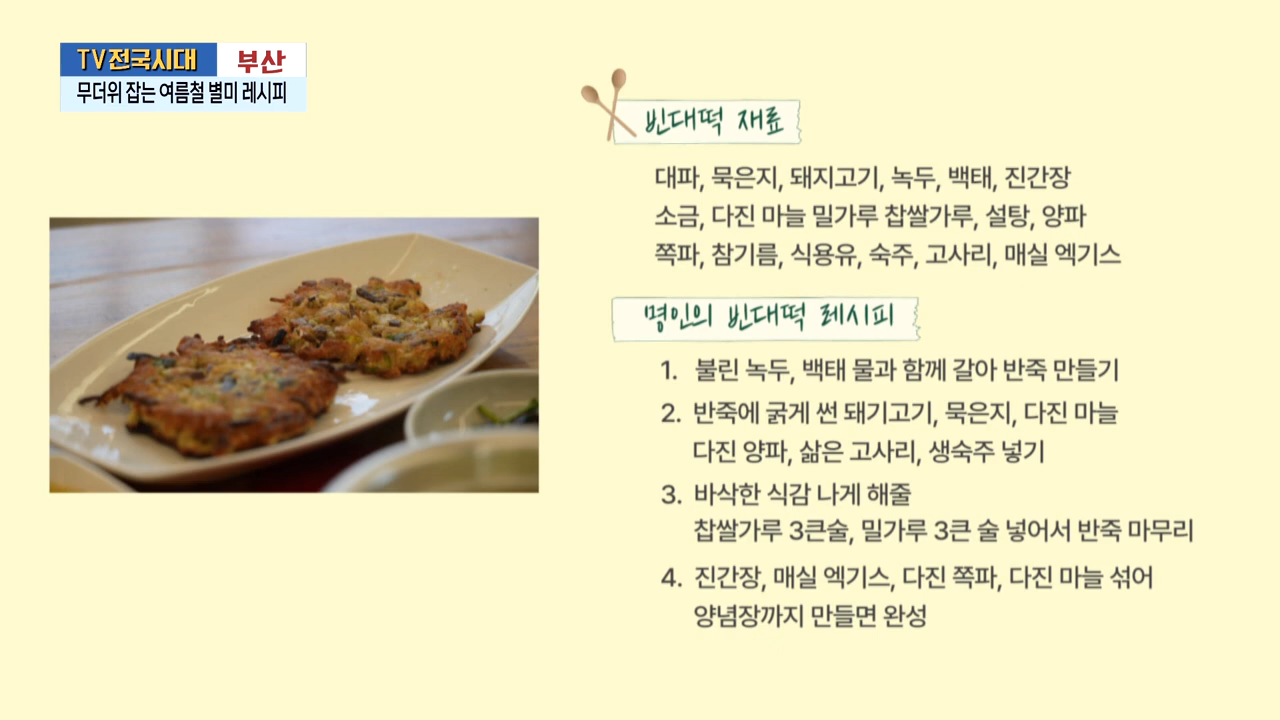 TV전국시대 부산
무더위 잡는 여름철 별미 레시피
빈대떡 재료
대파, 묵은지, 돼지고기, 녹두, 백태, 진간장
소금, 다진 마늘 밀가루 찹쌀가루, 설탕, 양파
쪽파, 참기름, 식용유, 숙주, 고사리, 매실 엑기스
명인의 빈대떡 레시피
1. 불린 녹두, 백태 물과 함께 갈아 반죽 만들기
2. 반죽에 굵게 썬 돼기고기, 묵은지, 다진 마늘
다진 양파, 삶은 고사리, 생숙주 넣기
3. 바삭한 식감 나게 해줄
찹쌀가루 3큰술, 밀가루 3큰 술 넣어서 반죽 마무리
4. 진간장, 매실 엑기스, 다진 쪽파, 다진 마늘 섞어
양념장까지 만들면 완성